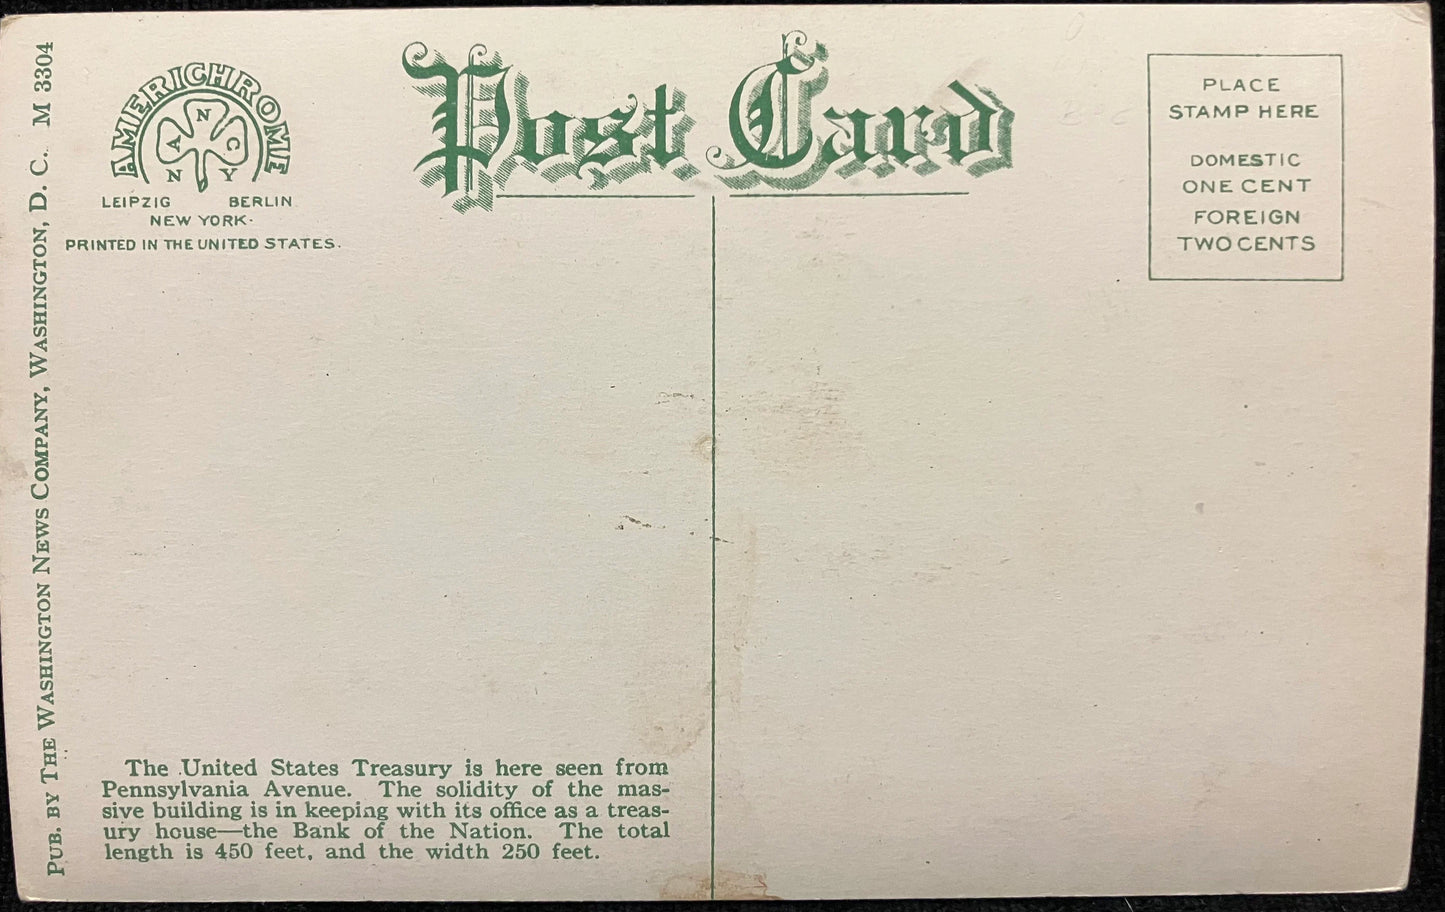 PUB. BY THE WASHINGTON NEWS COMPANY, WASHINGTON, D. C. M 3304
AMERICHROME
A N C
N Y
LEIPZIG BERLIN
NEW YORK.
PRINTED IN THE UNITED STATES.
Post Card
PLACE
STAMP HERE
DOMESTIC
ONE CENT
FOREIGN
TWO CENTS
The United States Treasury is here seen from
Pennsylvania Avenue. The solidity of the mas-
sive building is in keeping with its office as a treas-
ury house—the Bank of the Nation. The total
length is 450 feet, and the width 250 feet.